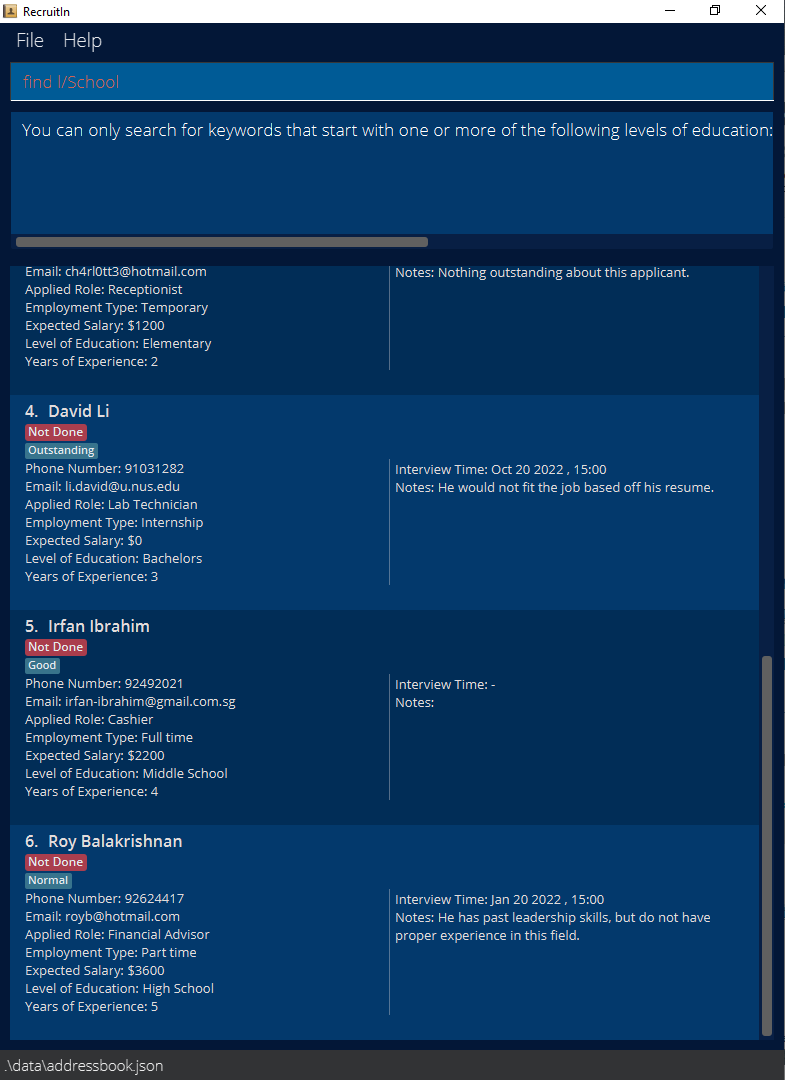 RecruitIn
File Help
find l/School
You can only search for keywords that start with one or more of the following levels of education:
Email: ch4rl0tt3@hotmail.com
Notes: Nothing outstanding about this applicant.
Applied Role: Receptionist
Employment Type: Temporary
Expected Salary: $1200
Level of Education: Elementary
Years of Experience: 2
4. David Li
Not Done
Outstanding
Phone Number: 91031282
Email: li.david@u.nus.edu
Applied Role: Lab Technician
Employment Type: Internship
Expected Salary: $0
Level of Education: Bachelors
Years of Experience: 3
Interview Time: Oct 20 2022 , 15:00
Notes: He would not fit the job based off his resume.
5. Irfan Ibrahim
Not Done
Good
Phone Number: 92492021
Email: irfan-ibrahim@gmail.com.sg
Applied Role: Cashier
Employment Type: Full time
Expected Salary: $2200
Level of Education: Middle School
Years of Experience: 4
Interview Time: -
Notes:
6. Roy Balakrishnan
Not Done
Normal
Phone Number: 92624417
Email: royb@hotmail.com
Applied Role: Financial Advisor
Employment Type: Part time
Expected Salary: $3600
Level of Education: High School
Years of Experience: 5
Interview Time: Jan 20 2022 , 15:00
Notes: He has past leadership skills, but do not have
proper experience in this field.
.\data\addressbook.json